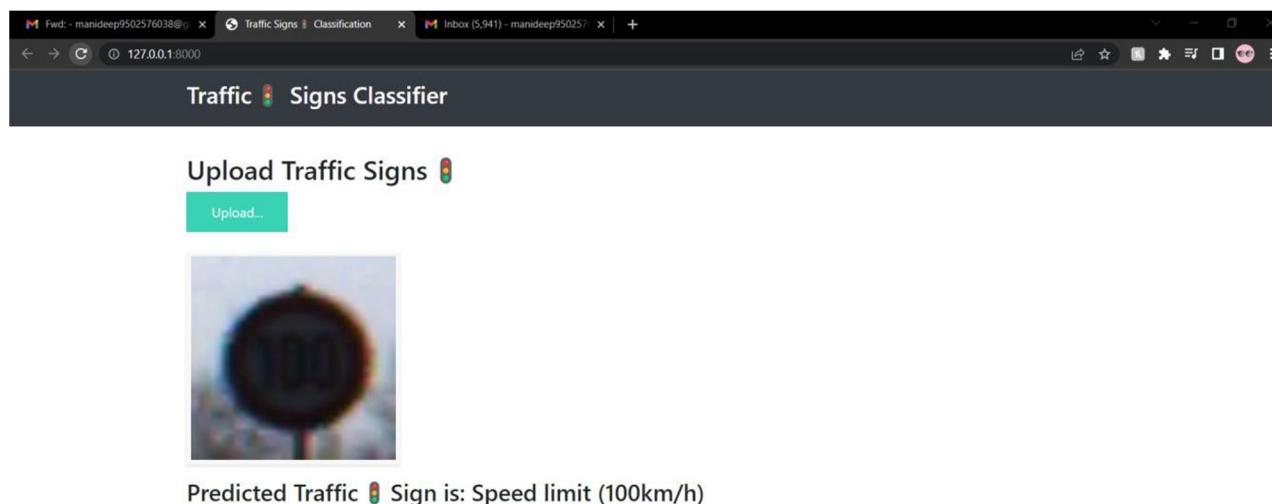 Fwd: - manideep9502576038@g
Traffic Signs🚦 Classification
Inbox (5,941) - manideep950257
127.0.0.1:8000
Traffic🚦 Signs Classifier
Upload Traffic Signs🚦
Upload...
100
Predicted Traffic🚦 Sign is: Speed limit (100km/h)